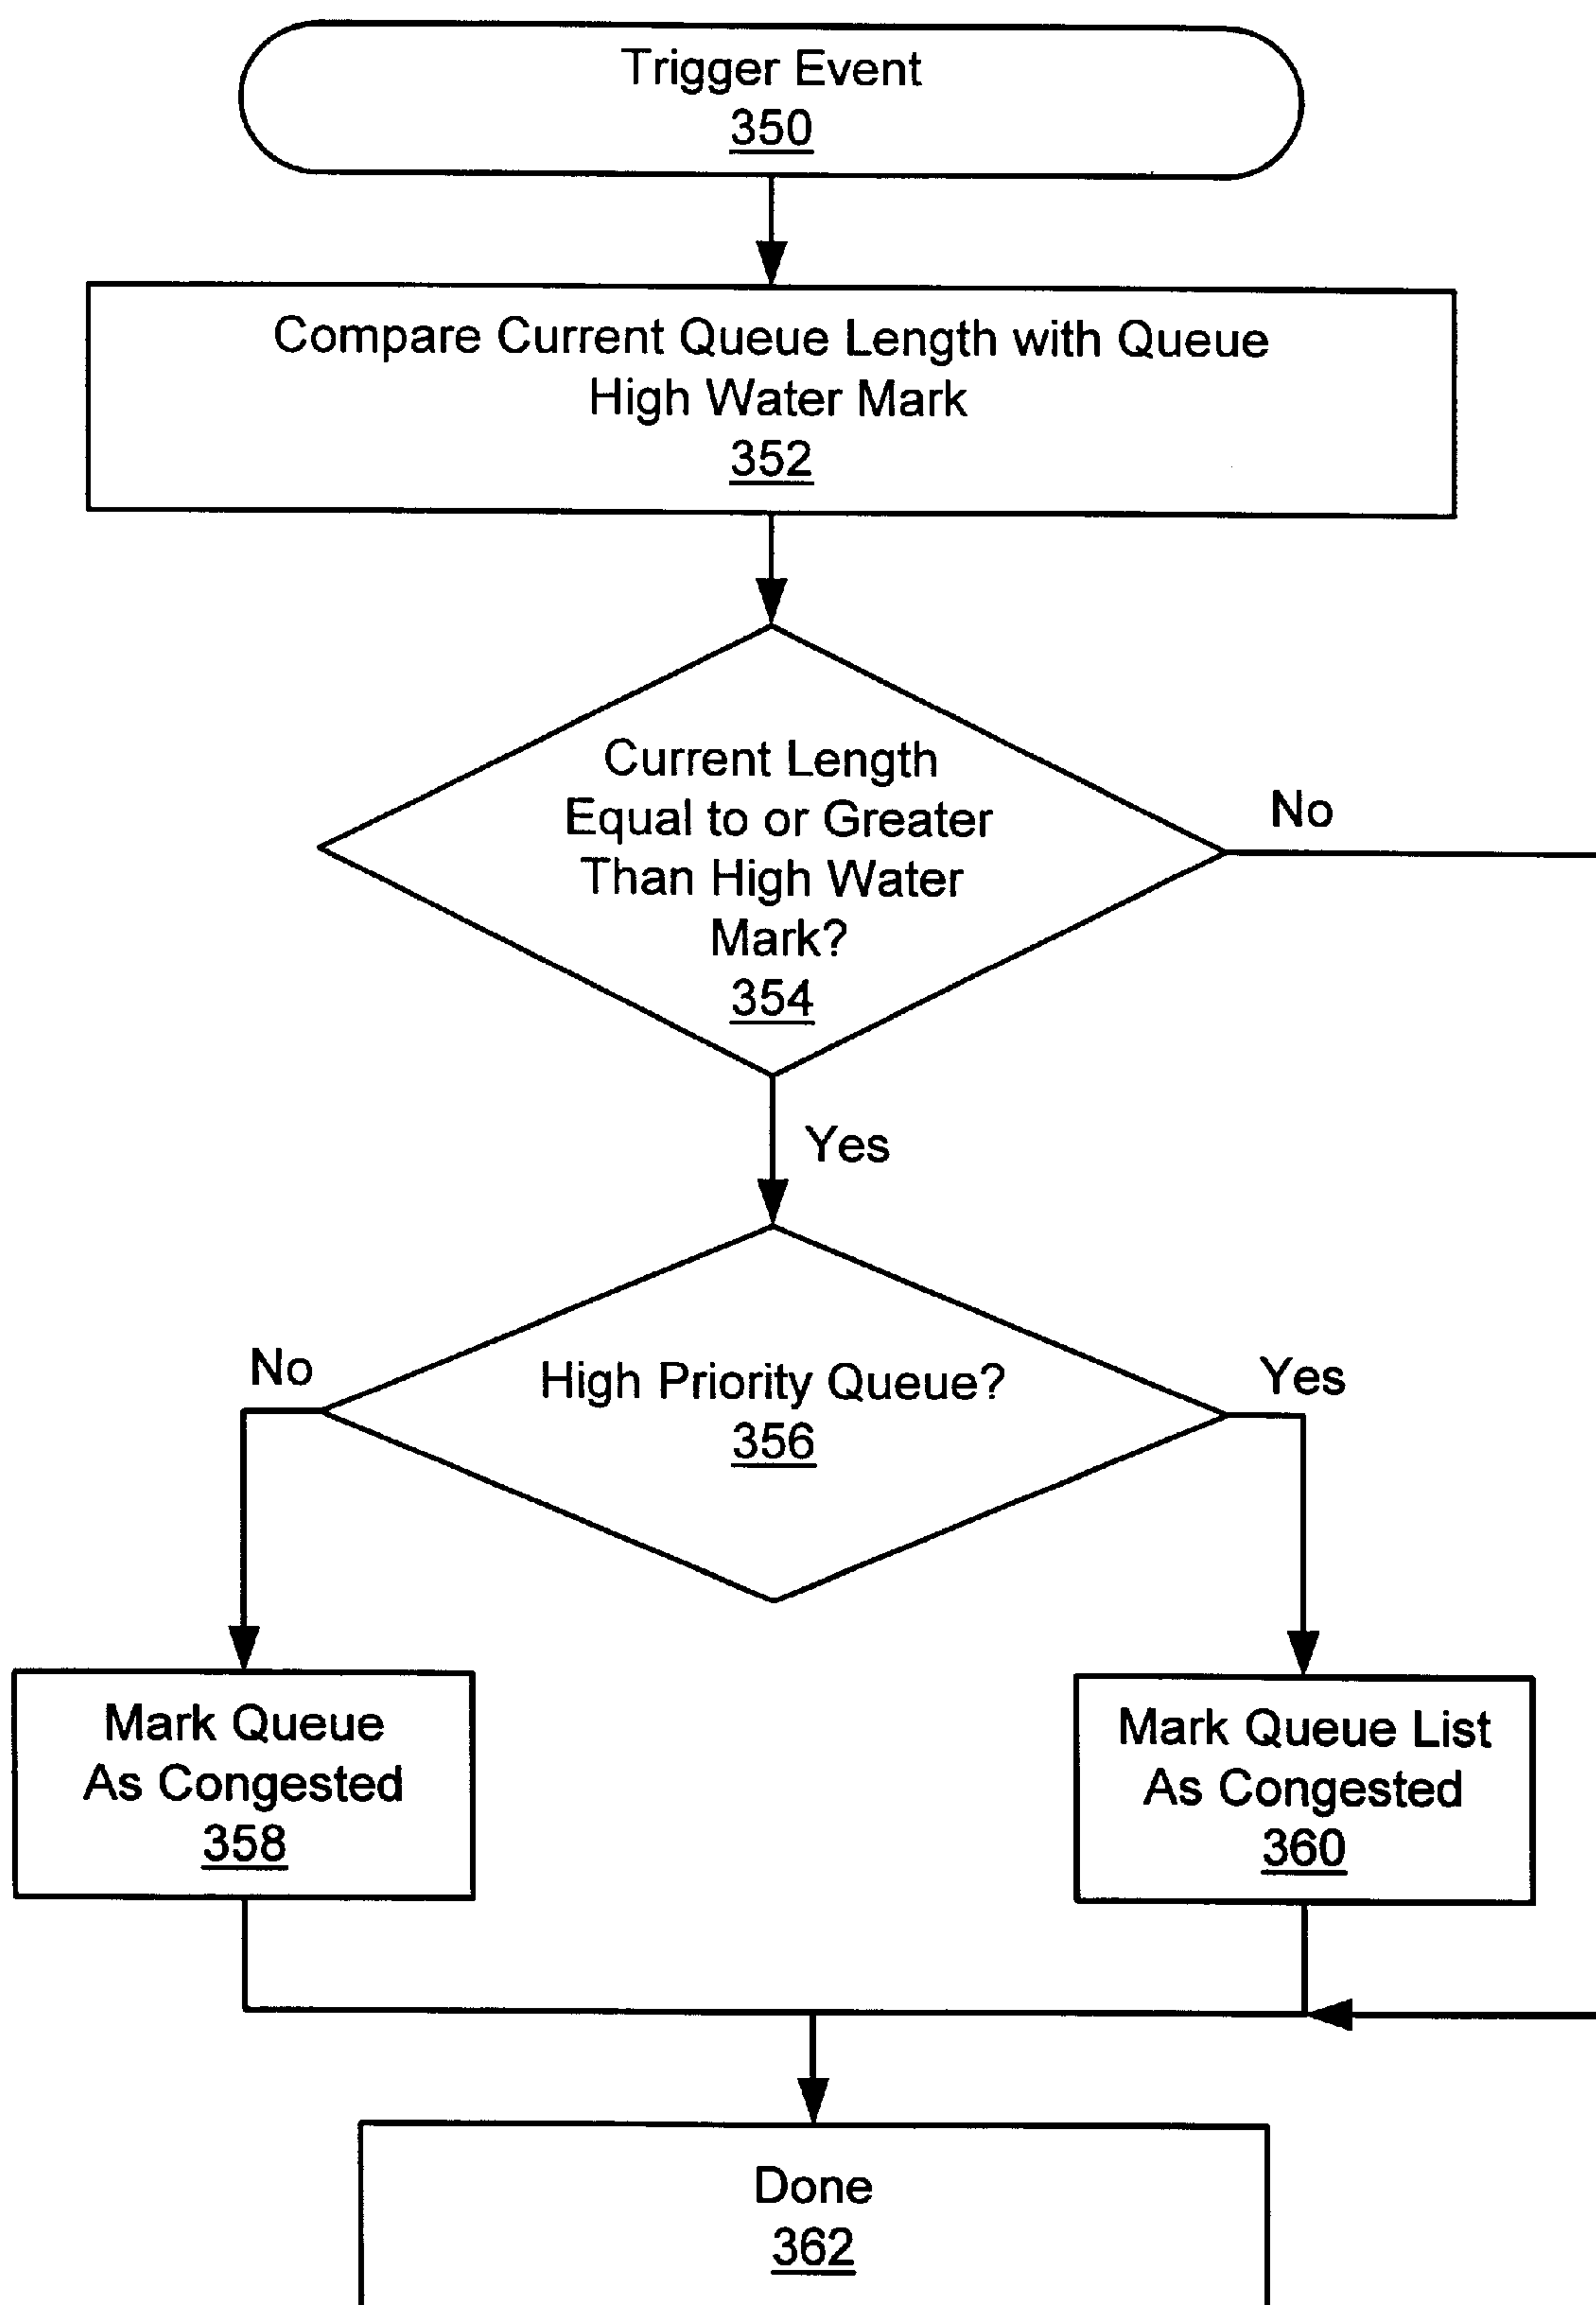 Trigger Event
350
Compare Current Queue Length with Queue
High Water Mark
352
Current Length
Equal to or Greater
Than High Water
Mark?
354
No
Yes
High Priority Queue?
356
No
Yes
Mark Queue
As Congested
358
Mark Queue List
As Congested
360
Done
362